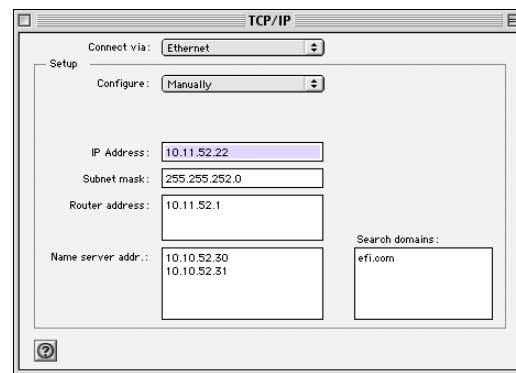 TCP/IP
Connect via: Ethernet
Setup
Configure: Manually
IP Address: 10.11.52.22
Subnet mask: 255.255.252.0
Router address: 10.11.52.1
Search domains:
Name server addr.: 10.10.52.30 efi.com
10.10.52.31
?